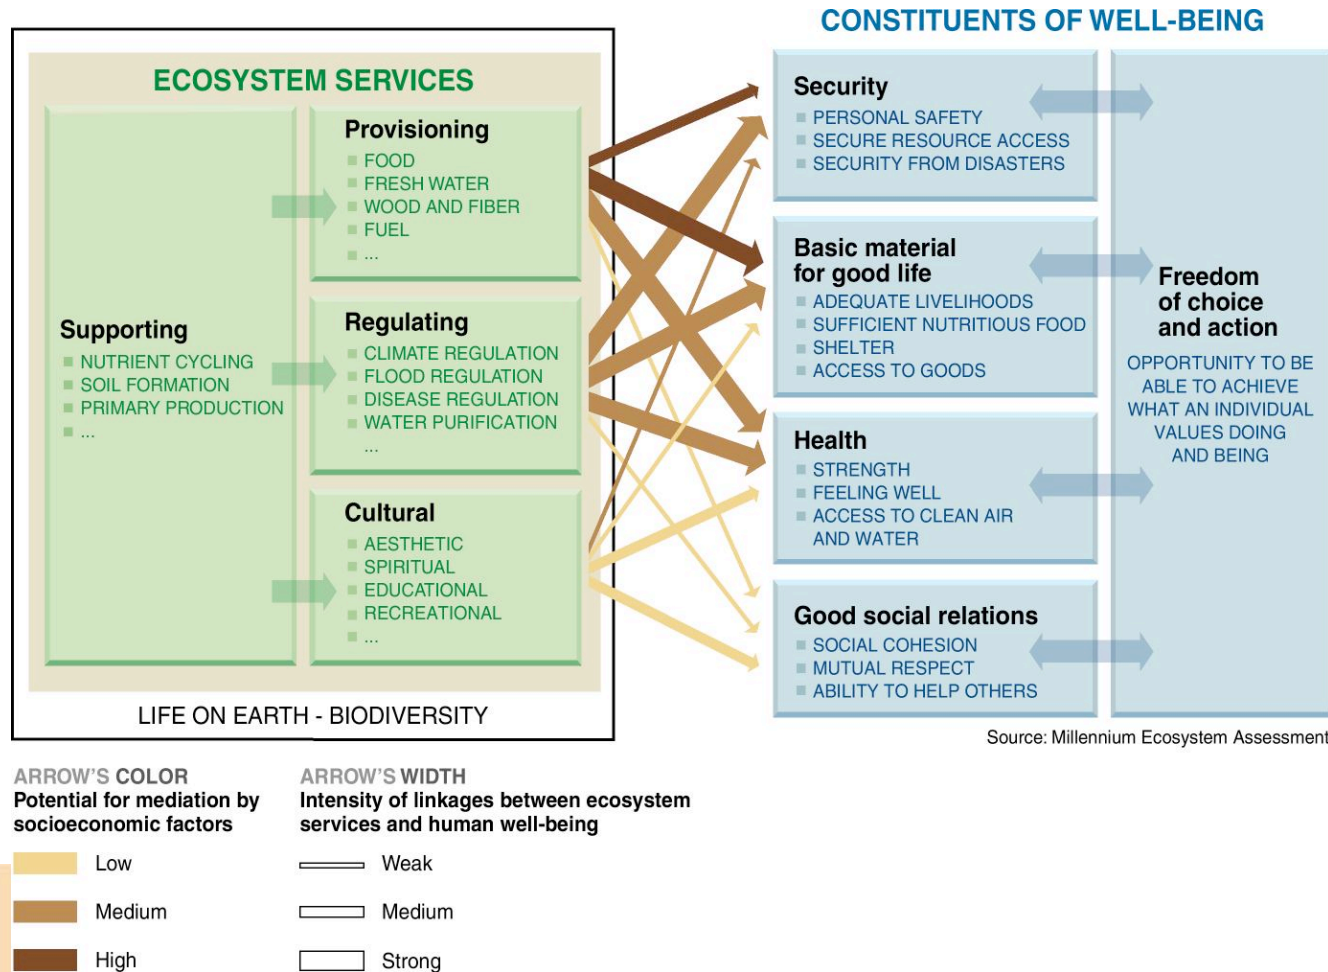 CONSTITUENTS OF WELL-BEING
ECOSYSTEM SERVICES
Supporting
NUTRIENT CYCLING
SOIL FORMATION
PRIMARY PRODUCTION
...
Provisioning
FOOD
FRESH WATER
WOOD AND FIBER
FUEL
...
Regulating
CLIMATE REGULATION
FLOOD REGULATION
DISEASE REGULATION
WATER PURIFICATION
...
Cultural
AESTHETIC
SPIRITUAL
EDUCATIONAL
RECREATIONAL
...
LIFE ON EARTH - BIODIVERSITY
Security
PERSONAL SAFETY
SECURE RESOURCE ACCESS
SECURITY FROM DISASTERS
Basic material
for good life
ADEQUATE LIVELIHOODS
SUFFICIENT NUTRITIOUS FOOD
SHELTER
ACCESS TO GOODS
Health
STRENGTH
FEELING WELL
ACCESS TO CLEAN AIR
AND WATER
Good social relations
SOCIAL COHESION
MUTUAL RESPECT
ABILITY TO HELP OTHERS
Freedom
of choice
and action
OPPORTUNITY TO BE
ABLE TO ACHIEVE
WHAT AN INDIVIDUAL
VALUES DOING
AND BEING
Source: Millennium Ecosystem Assessment
ARROW'S COLOR
Potential for mediation by
socioeconomic factors
Low
Medium
High
ARROW'S WIDTH
Intensity of linkages between ecosystem
services and human well-being
Weak
Medium
Strong